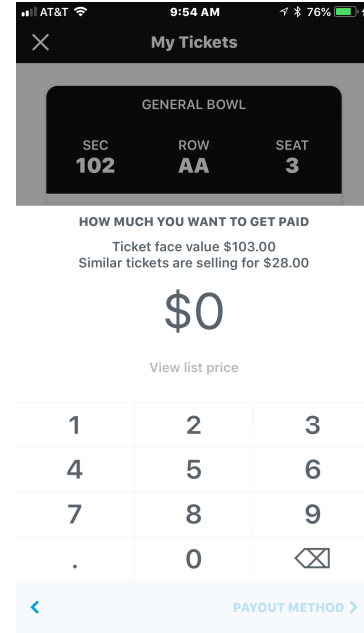 AT&T 9:54 AM 76%
My Tickets
GENERAL BOWL
SEC ROW SEAT
102 AA 3
HOW MUCH YOU WANT TO GET PAID
Ticket face value $103.00
Similar tickets are selling for $28.00
$0
View list price
1 2 3
4 5 6
7 8 9
. 0
PAYOUT METHOD